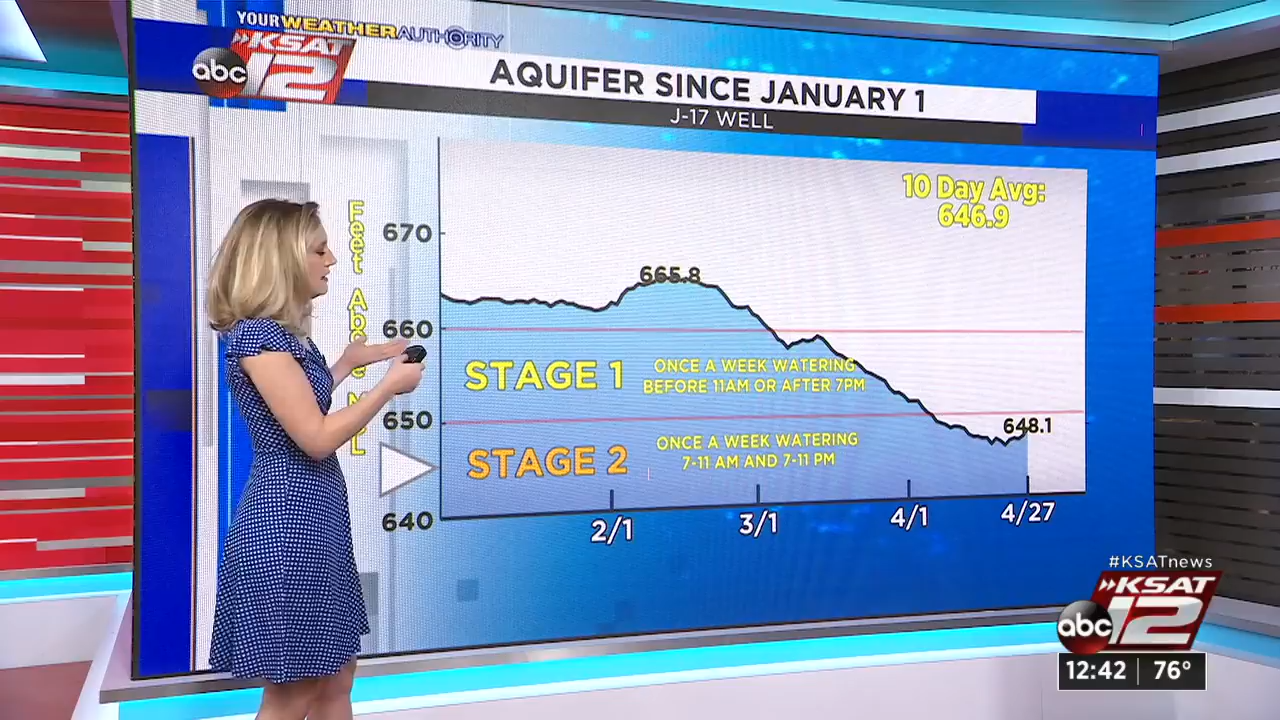 YOUR WEATHER AUTHORITY
KSAT
abc 12
AQUIFER SINCE JANUARY 1
J-17 WELL
10 Day Avg:
646.9
Feet Above
670
665.8
660
STAGE 1
ONCE A WEEK WATERING
BEFORE 11AM OR AFTER 7PM
650
648.1
STAGE 2
ONCE A WEEK WATERING
7-11 AM AND 7-11 PM
640
2/1
3/1
4/1
4/27
#KSATnews
KSAT
abc 12
12:42 76°